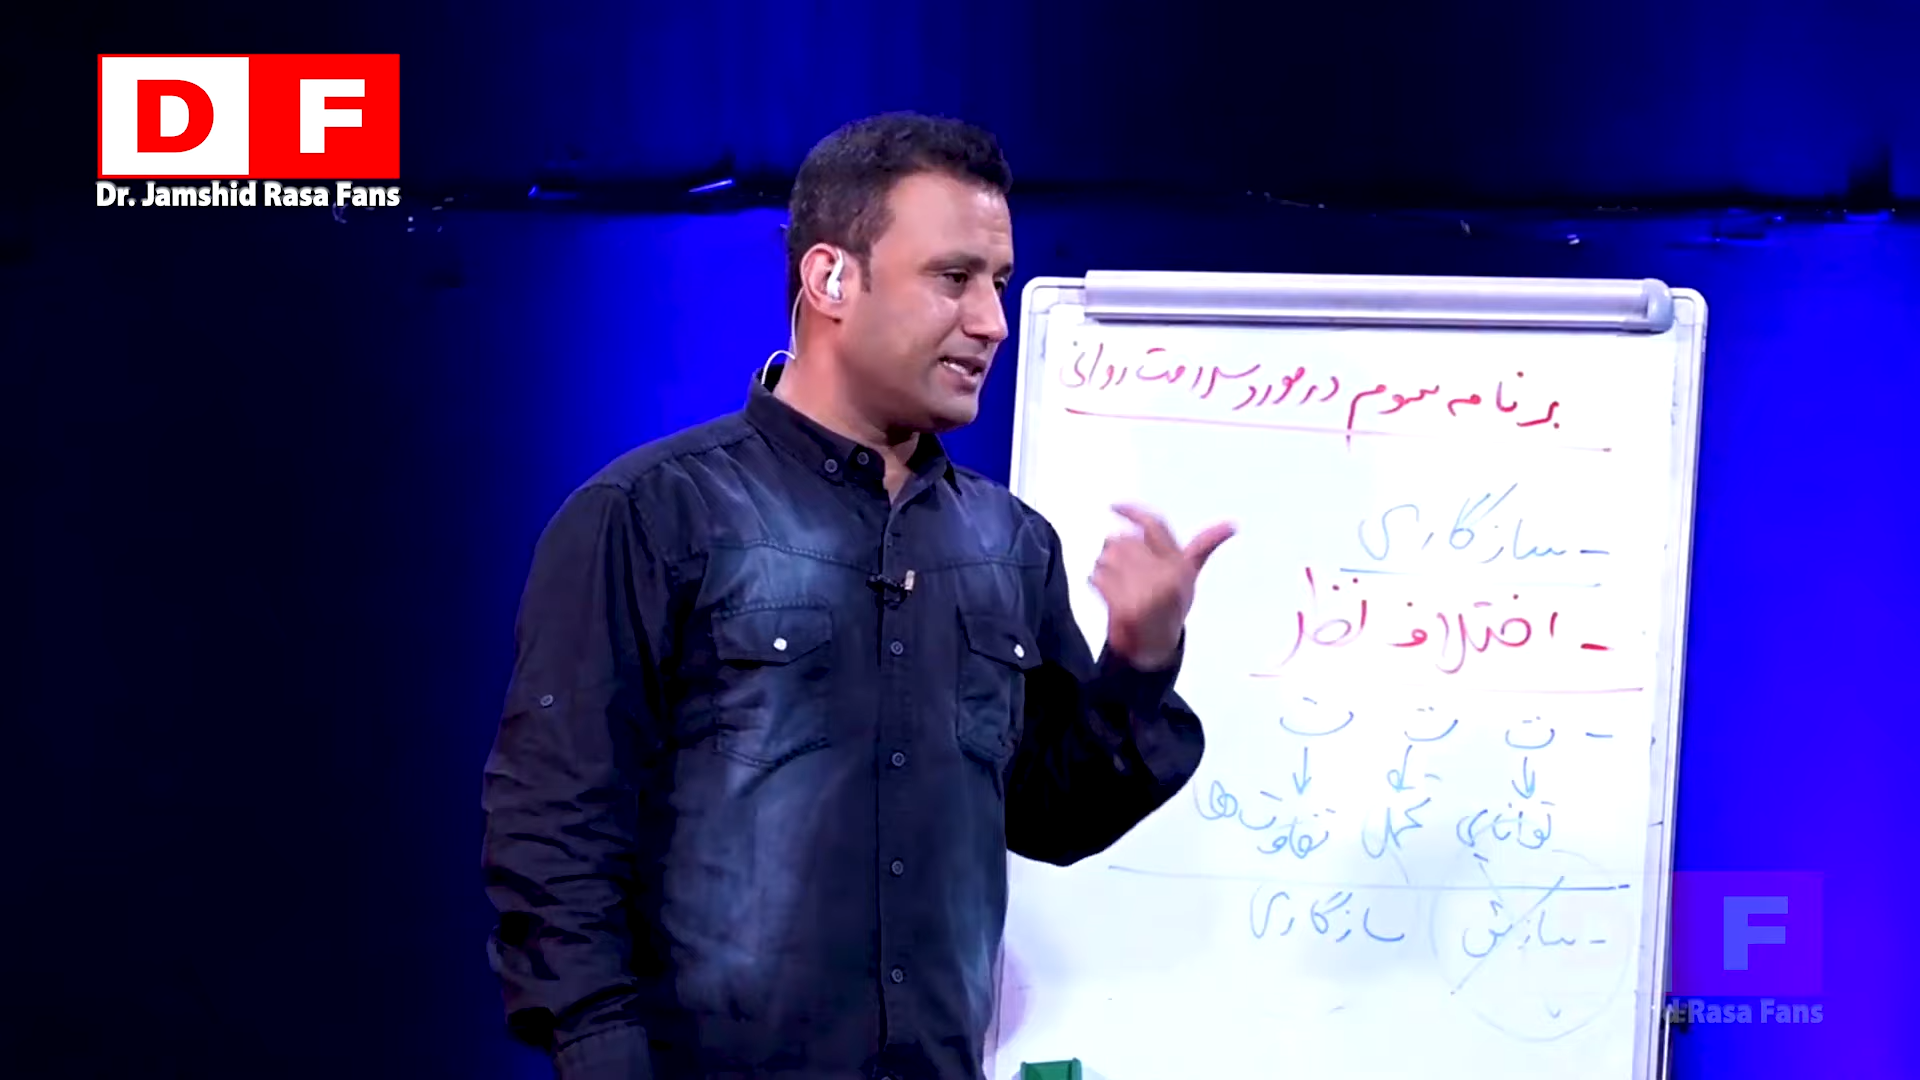 D F
Dr. Jamshid Rasa Fans
برنامه سوم در مورد سلامت روانی
- سازگاری
- اختلاف نظر
- ت ت ت
توانایی تحمل تفاوت‌ها
- سازش سازگاری
F
d Rasa Fans